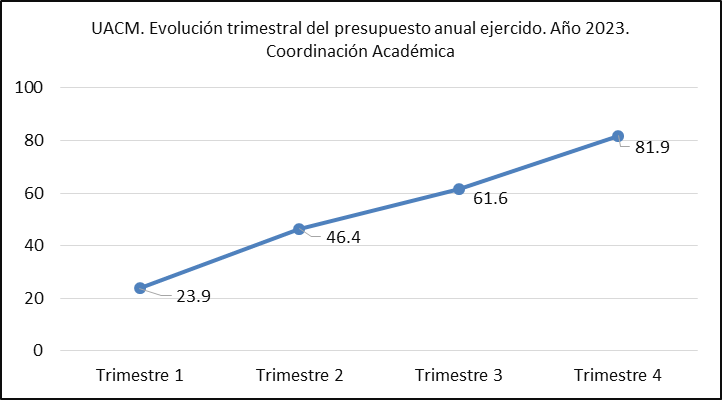 UACM. Evolución trimestral del presupuesto anual ejercido. Año 2023.
Coordinación Académica
100
80
60
40
20
0
23.9
46.4
61.6
81.9
Trimestre 1
Trimestre 2
Trimestre 3
Trimestre 4